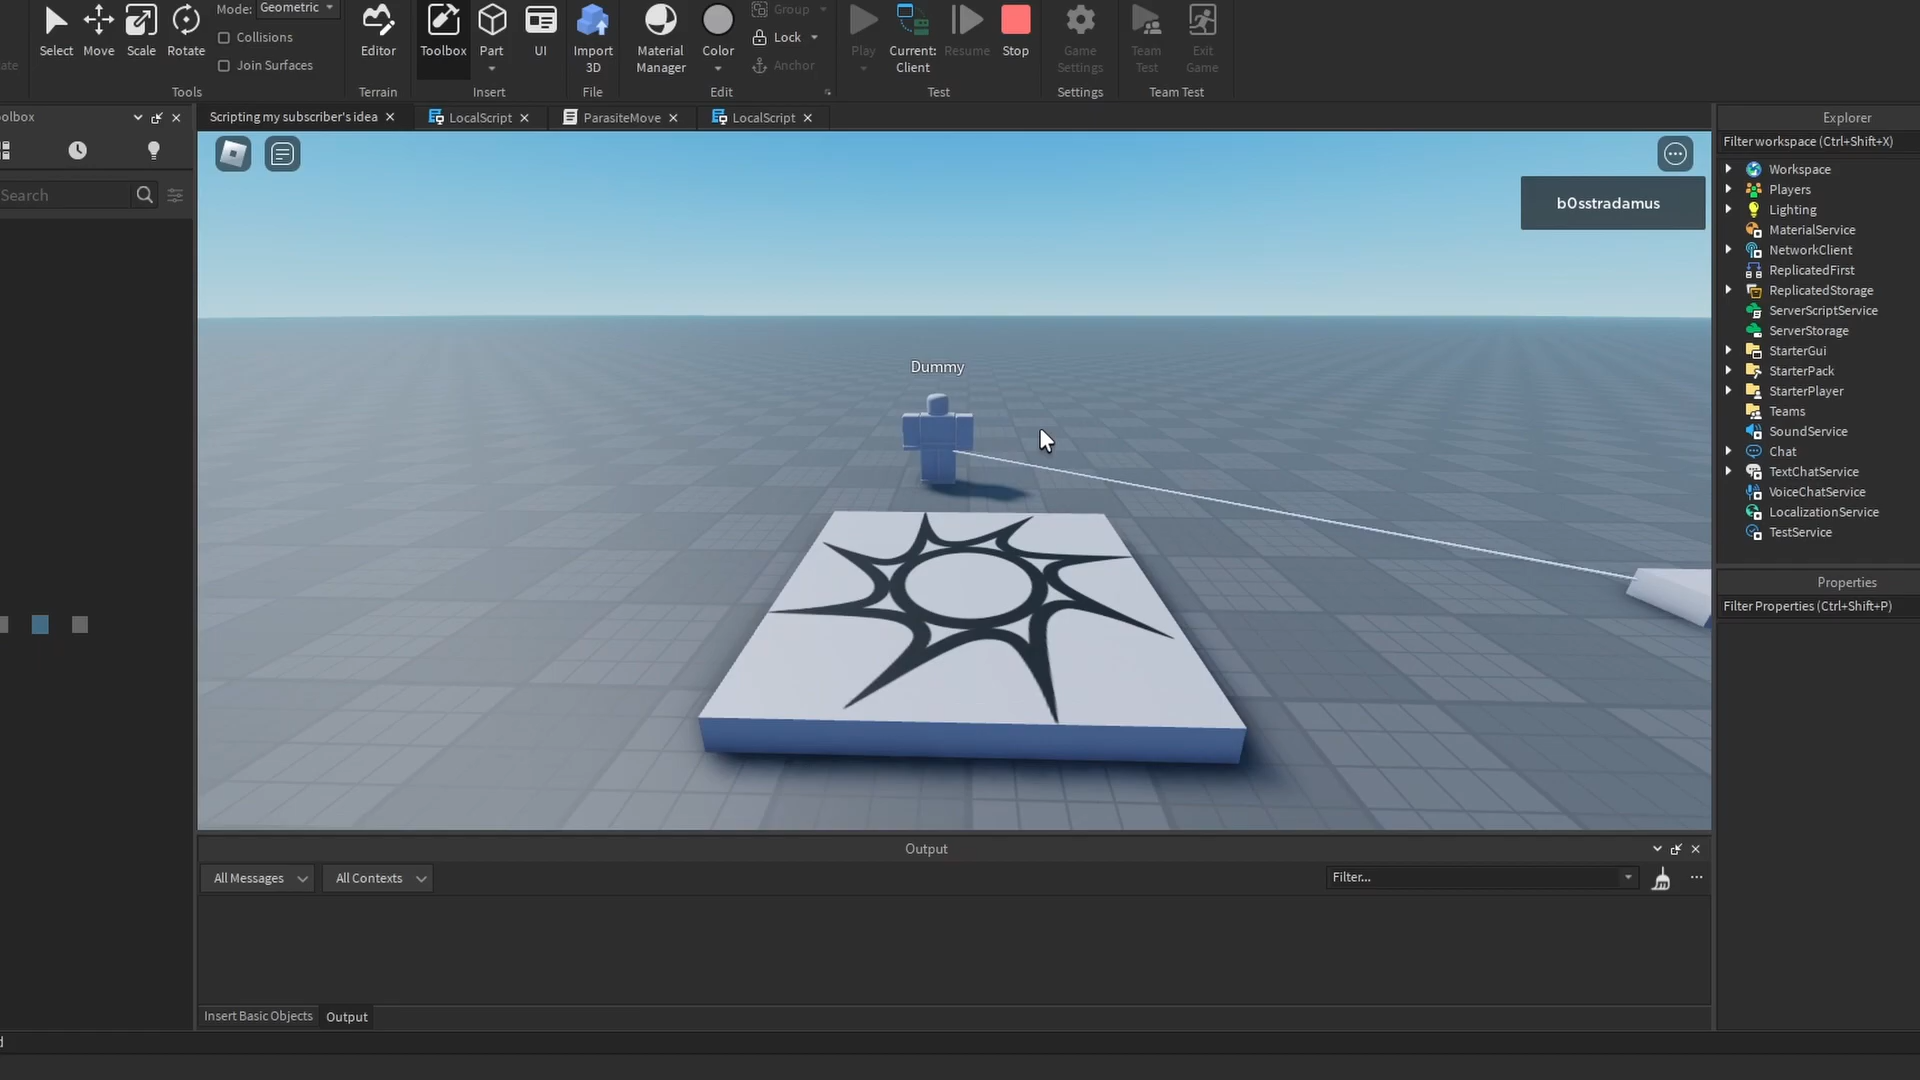 Mode: Geometric
Select Move Scale Rotate
Collisions
Join Surfaces
Tools
Editor
Terrain
Toolbox Part UI
Insert
Import
3D
File
Material
Manager
Color
Group
Lock
Anchor
Edit
Play
Current:
Client
Resume
Stop
Test
Game
Settings
Settings
Team
Test
Exit
Game
Team Test
ate
oolbox
Scripting my subscriber's idea
LocalScript
ParasiteMove
LocalScript
Search
b0sstradamus
Dummy
Explorer
Filter workspace (Ctrl+Shift+X)
Workspace
Players
Lighting
MaterialService
NetworkClient
ReplicatedFirst
ReplicatedStorage
ServerScriptService
ServerStorage
StarterGui
StarterPack
StarterPlayer
Teams
SoundService
Chat
TextChatService
VoiceChatService
LocalizationService
TestService
Properties
Filter Properties (Ctrl+Shift+P)
Output
All Messages
All Contexts
Filter...
Insert Basic Objects
Output
d